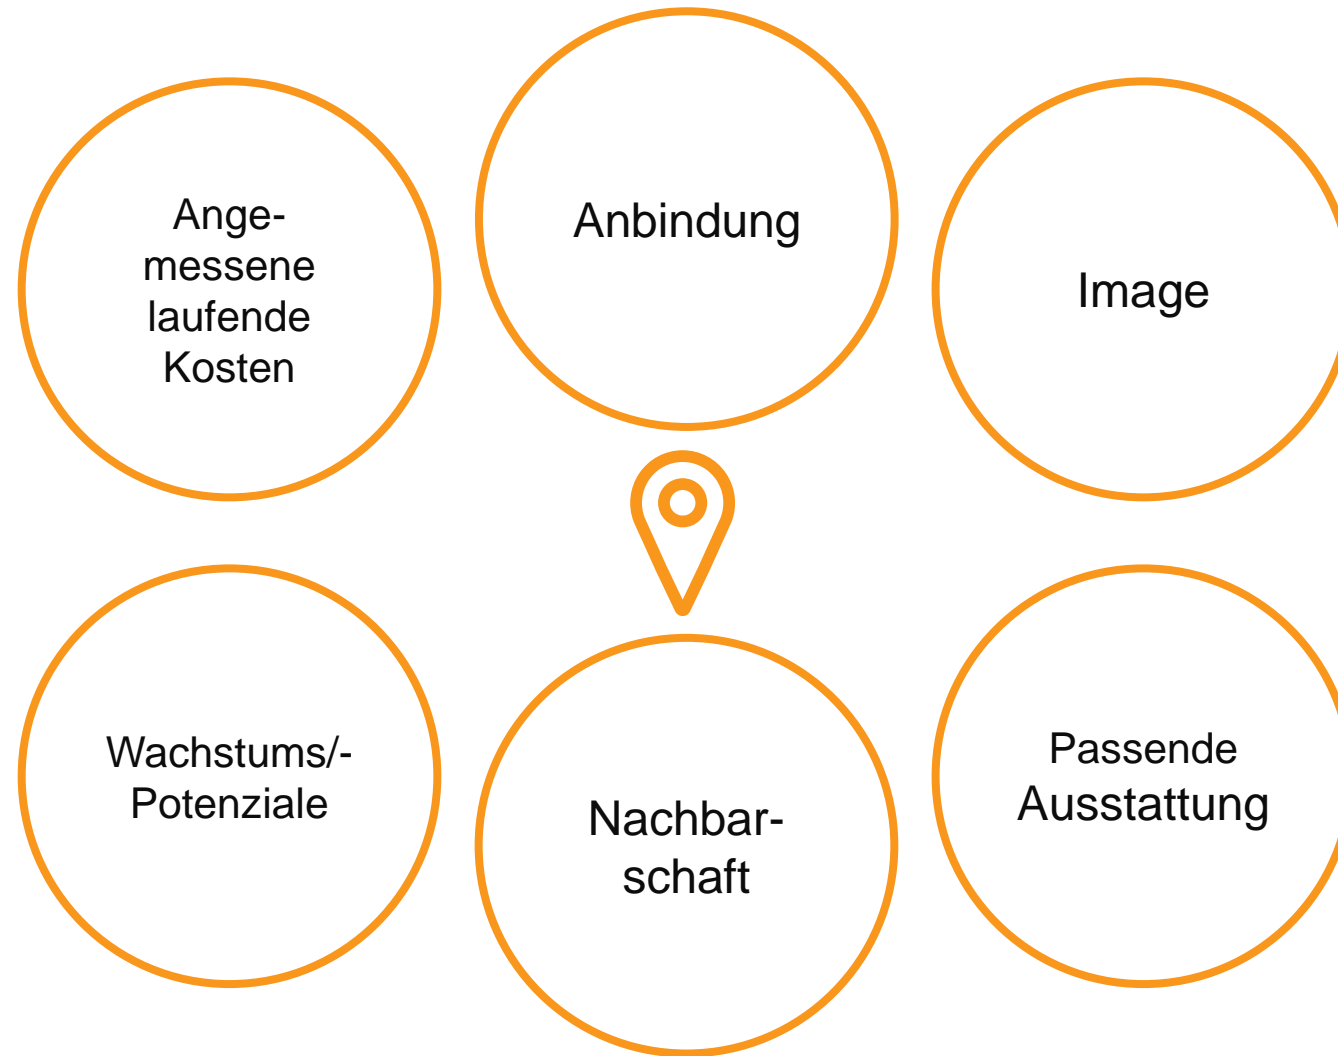 Ange-
messene
laufende
Kosten
Anbindung
Image
Wachstums/-
Potenziale
Nachbar-
schaft
Passende
Ausstattung